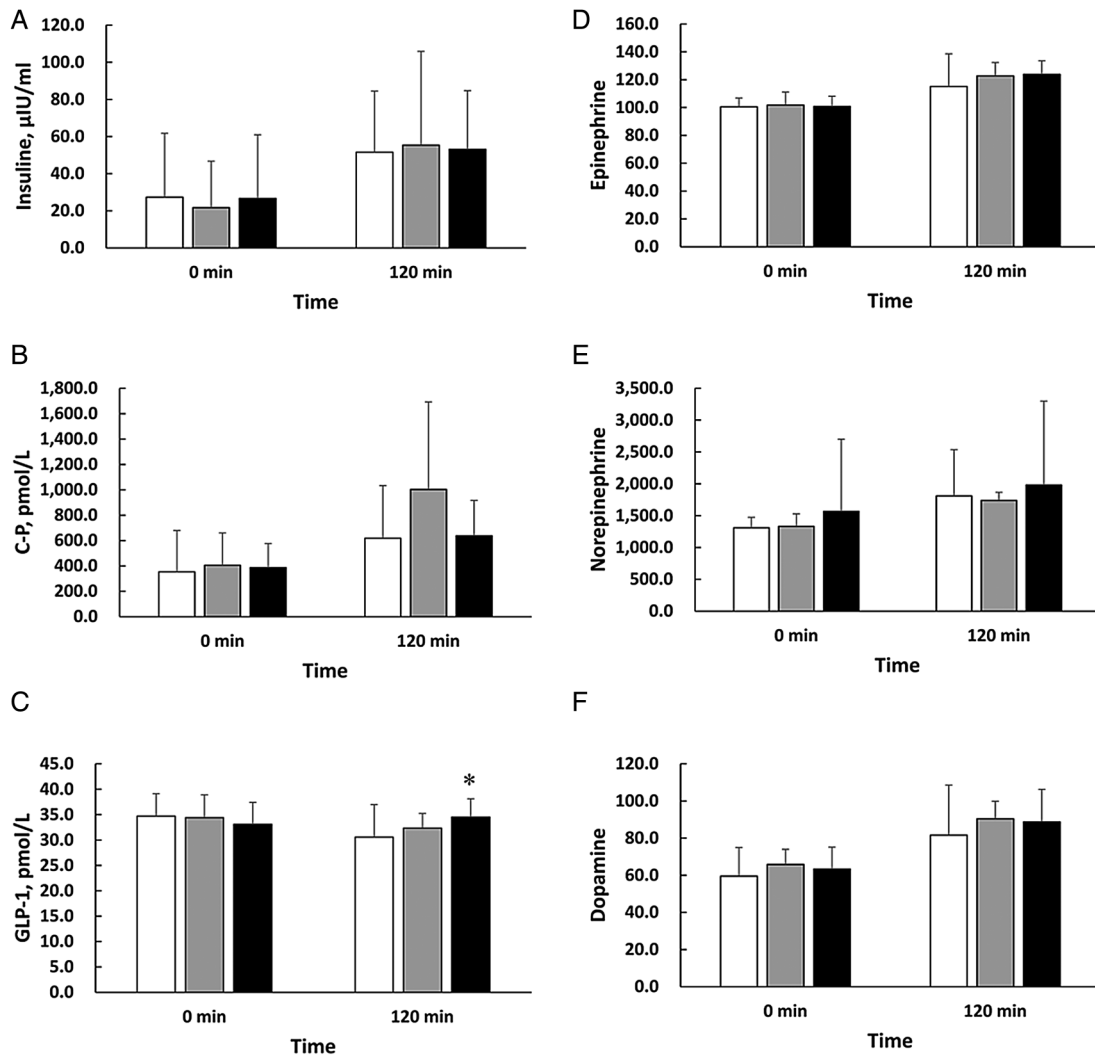 A
120.0
100.0
80.0
60.0
40.0
20.0
0.0
Insuline, µIU/ml
0 min
120 min
Time
D
160.0
140.0
120.0
100.0
80.0
60.0
40.0
20.0
0.0
Epinephrine
0 min
120 min
Time
B
1,800.0
1,600.0
1,400.0
1,200.0
1,000.0
800.0
600.0
400.0
200.0
0.0
C-P, pmol/L
0 min
120 min
Time
E
3,500.0
3,000.0
2,500.0
2,000.0
1,500.0
1,000.0
500.0
0.0
Norepinephrine
0 min
120 min
Time
C
45.0
40.0
35.0
30.0
25.0
20.0
15.0
10.0
5.0
0.0
GLP-1, pmol/L
*
0 min
120 min
Time
F
120.0
100.0
80.0
60.0
40.0
20.0
0.0
Dopamine
0 min
120 min
Time